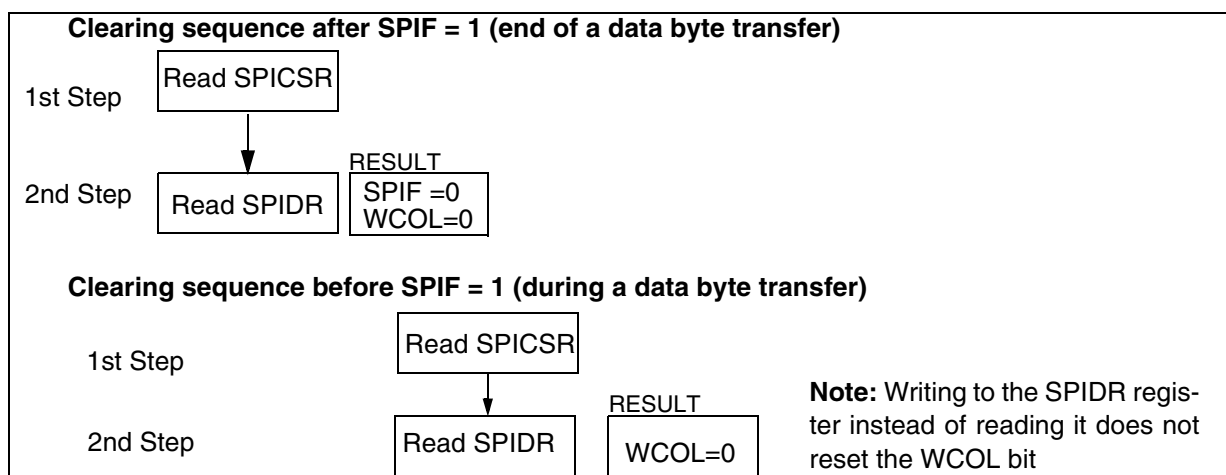 Clearing sequence after SPIF = 1 (end of a data byte transfer)
Read SPICSR
1st Step
RESULT
2nd Step
Read SPIDR
SPIF =0
WCOL=0
Clearing sequence before SPIF = 1 (during a data byte transfer)
1st Step
Read SPICSR
RESULT
2nd Step
Read SPIDR
WCOL=0
Note: Writing to the SPIDR regis-
ter instead of reading it does not
reset the WCOL bit